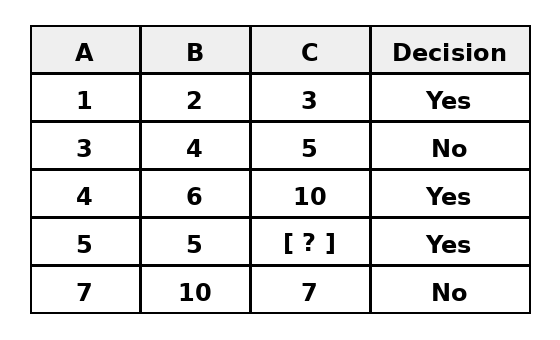 A B C Decision
1 2 3 Yes
3 4 5 No
4 6 10 Yes
5 5 [ ? ] Yes
7 10 7 No